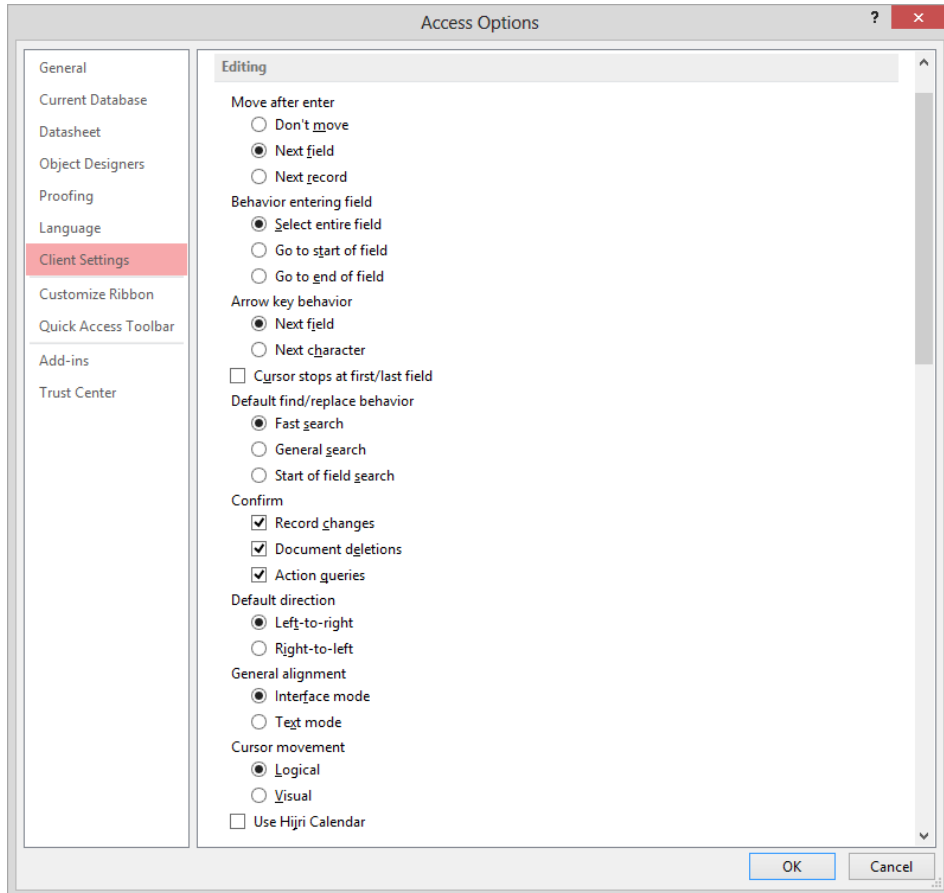 Access Options
?
General
Current Database
Datasheet
Object Designers
Proofing
Language
Client Settings
Customize Ribbon
Quick Access Toolbar
Add-ins
Trust Center
Editing
Move after enter
Don't move
Next field
Next record
Behavior entering field
Select entire field
Go to start of field
Go to end of field
Arrow key behavior
Next field
Next character
Cursor stops at first/last field
Default find/replace behavior
Fast search
General search
Start of field search
Confirm
Record changes
Document deletions
Action queries
Default direction
Left-to-right
Right-to-left
General alignment
Interface mode
Text mode
Cursor movement
Logical
Visual
Use Hijri Calendar
OK
Cancel